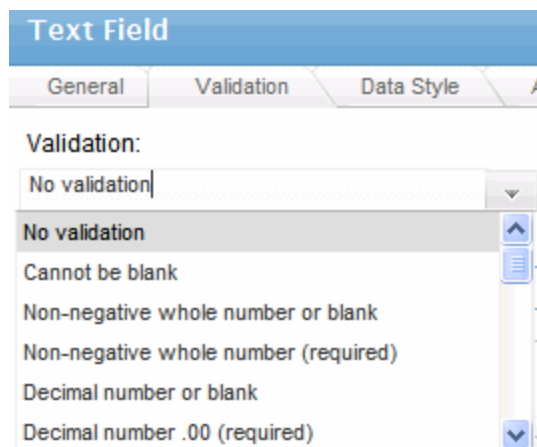 Text Field
General Validation Data Style
Validation:
No validation
No validation
Cannot be blank
Non-negative whole number or blank
Non-negative whole number (required)
Decimal number or blank
Decimal number .00 (required)